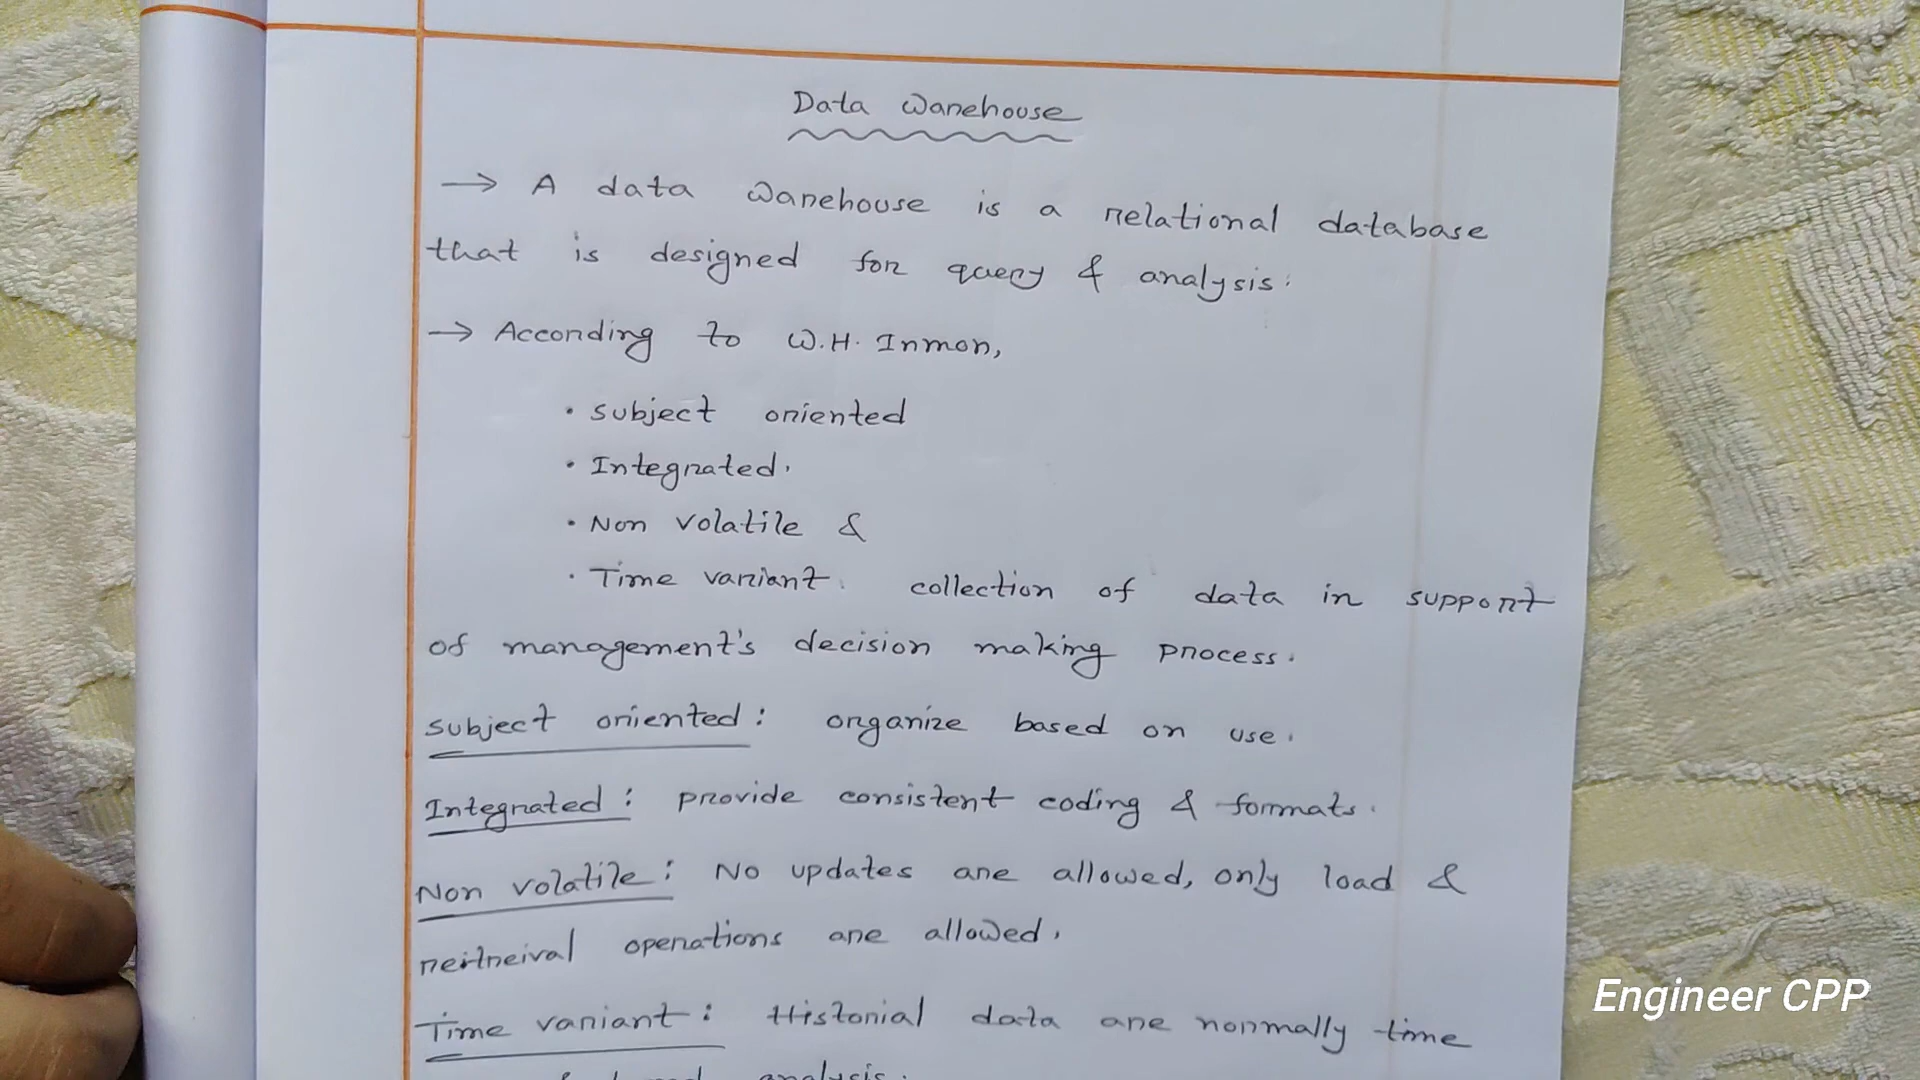 Data Warehouse
→ A data warehouse is a relational database
that is designed for query & analysis.
→ According to W.H. Inmon,
• subject oriented
• Integrated.
• Non volatile &
• Time variant. collection of data in support
of management's decision making process.
subject oriented: organize based on use.
Integrated: provide consistent coding & formats.
Non volatile: No updates are allowed, only load &
reitreival operations are allowed.
Time variant: Historial data are normally time
analysis.
Engineer CPP